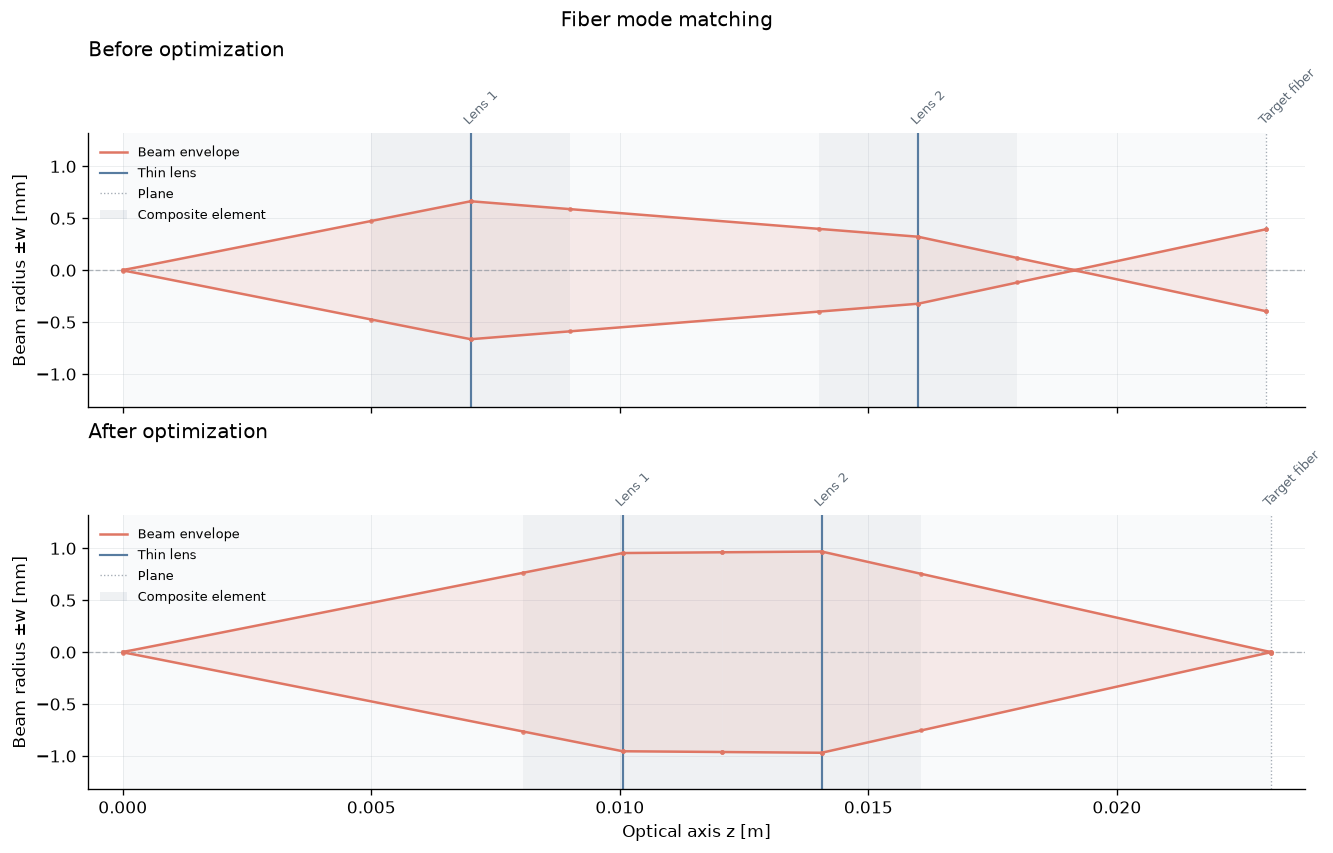 Fiber mode matching
Before optimization
Lens 1
Lens 2
Target fiber
Beam envelope
Thin lens
Plane
Composite element
1.0
0.5
0.0
−0.5
−1.0
Beam radius ±w [mm]
After optimization
Lens 1
Lens 2
Target fiber
Beam envelope
Thin lens
Plane
Composite element
1.0
0.5
0.0
−0.5
−1.0
Beam radius ±w [mm]
0.000 0.005 0.010 0.015 0.020
Optical axis z [m]